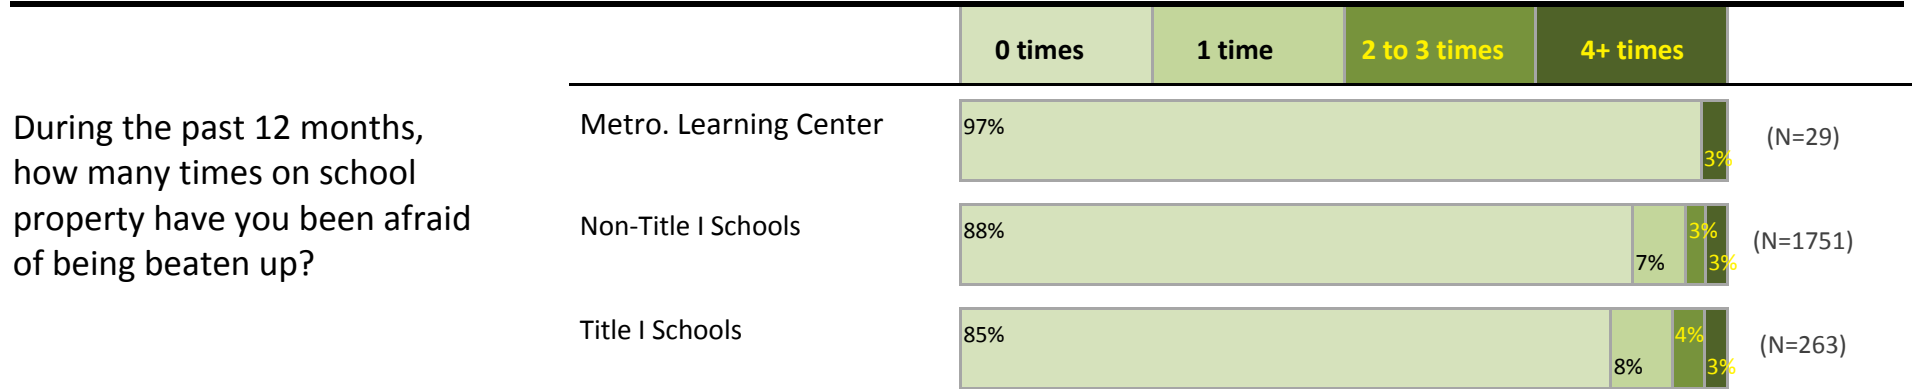 0 times 1 time 2 to 3 times 4+ times
During the past 12 months,
how many times on school
property have you been afraid
of being beaten up?
Metro. Learning Center 97% 3% (N=29)
Non-Title I Schools 88% 7% 3% 3% (N=1751)
Title I Schools 85% 8% 4% 3% (N=263)